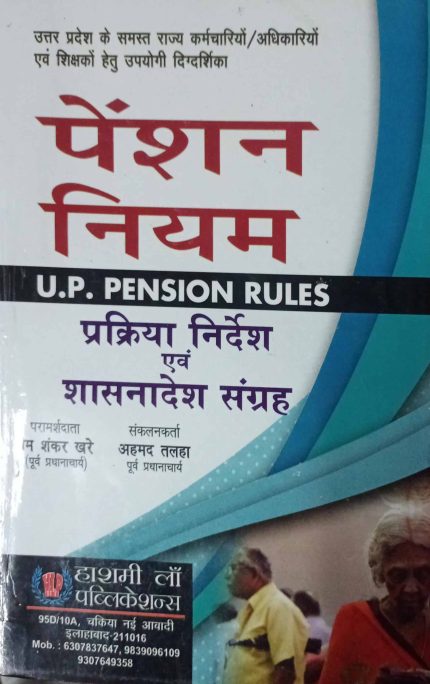 उत्तर प्रदेश के समस्त राज्य कर्मचारियों/अधिकारियों
एवं शिक्षकों हेतु उपयोगी दिग्दर्शिका
पेंशन
नियम
U.P. PENSION RULES
प्रक्रिया निर्देश
एवं
शासनादेश संग्रह
परामर्शदाता
शंकर खरे
(पूर्व प्रधानाचार्य)
संकलनकर्ता
अहमद तलहा
पूर्व प्रधानाचार्य
हाशमी लॉ
पब्लिकेशन्स
95D/10A, चकिया नई आबादी
इलाहाबाद-211016
Mob. : 6307837647, 9839096109
9307649358